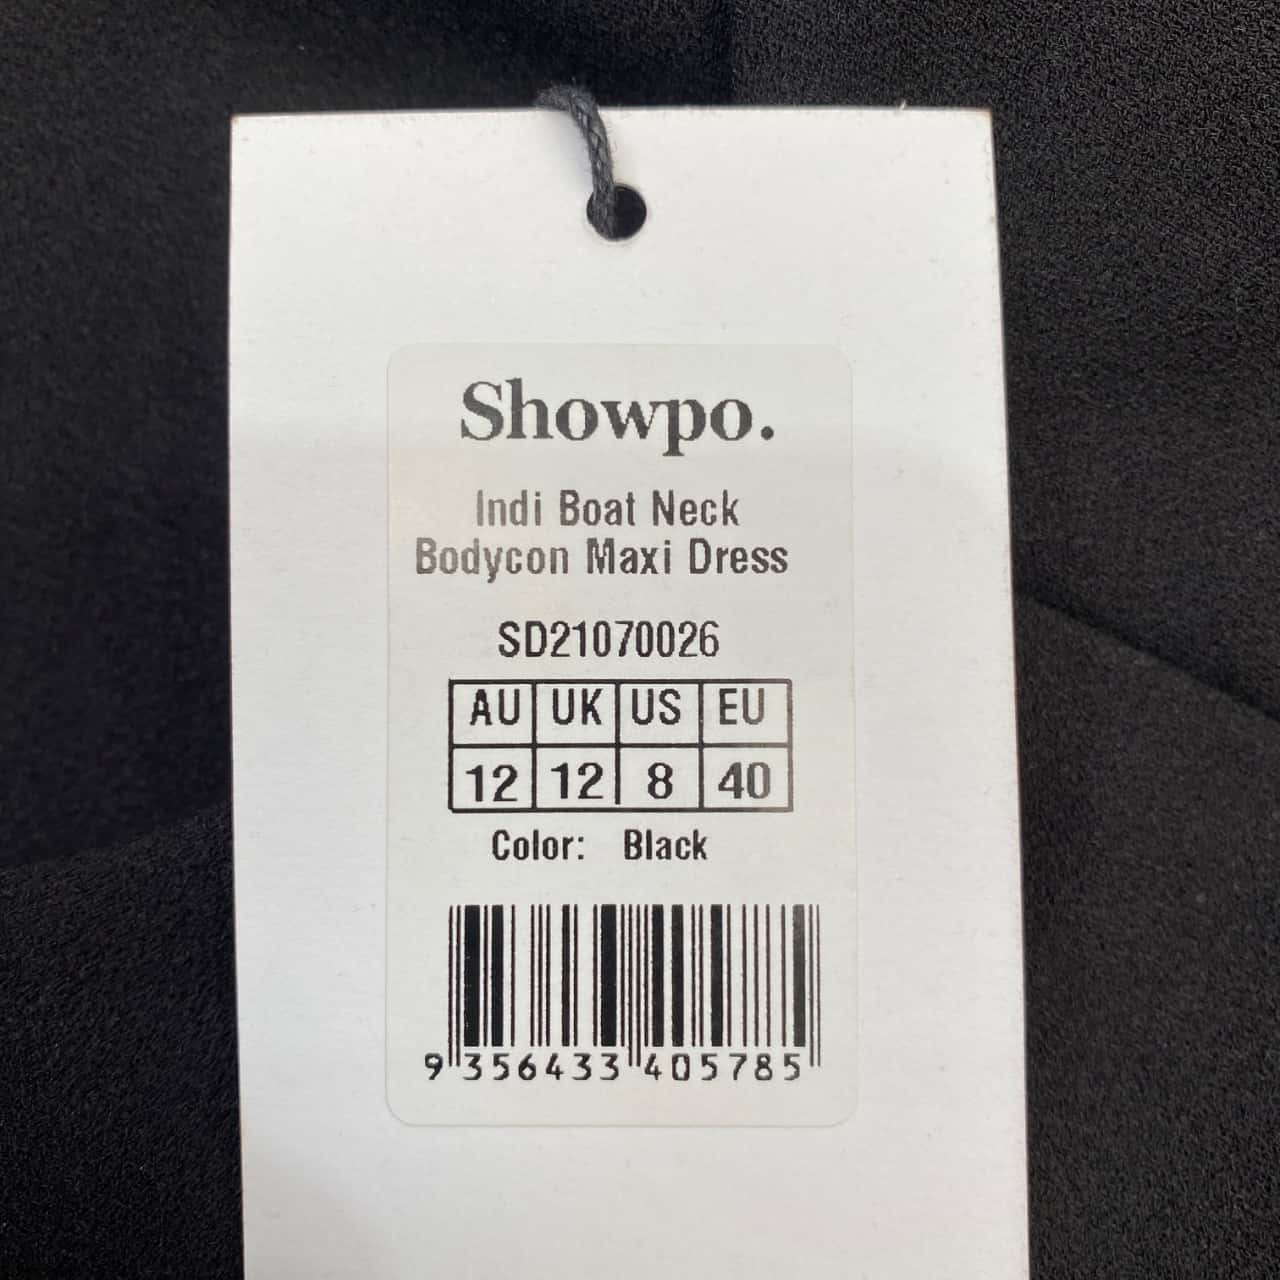 Showpo.
Indi Boat Neck
Bodycon Maxi Dress
SD21070026
AU UK US EU
12 12 8 40
Color: Black
9 356433 405785